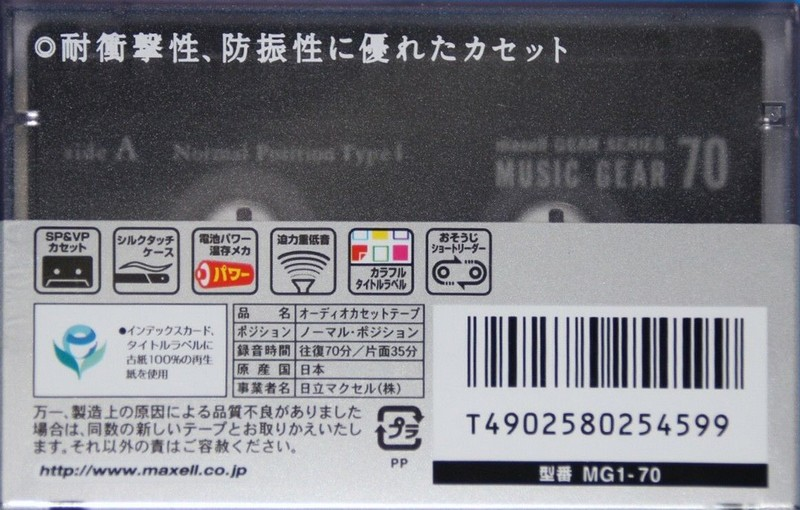 ◎耐衝撃性、防振性に優れたカセット
side A Normal Position Type I
maxell GEAR SERIES
MUSIC GEAR 70
SP&VP
カセット
シルクタッチ
ケース
電池パワー
温存メカ
パワー
迫力重低音
カラフル
タイトルラベル
おそうじ
ショートリーダー
●インデックスカード、
タイトルラベルに
古紙100%の再生
紙を使用
品 名 オーディオカセットテープ
ポジション ノーマル・ポジション
録音時間 往復70分/片面35分
原産国 日本
事業者名 日立マクセル(株)
万一、製造上の原因による品質不良がありました
場合は、同数の新しいテープとお取りかえいたし
ます。それ以外の責はご容赦ください。
http://www.maxell.co.jp
プラ
PP
T4902580254599
型番 MG1-70